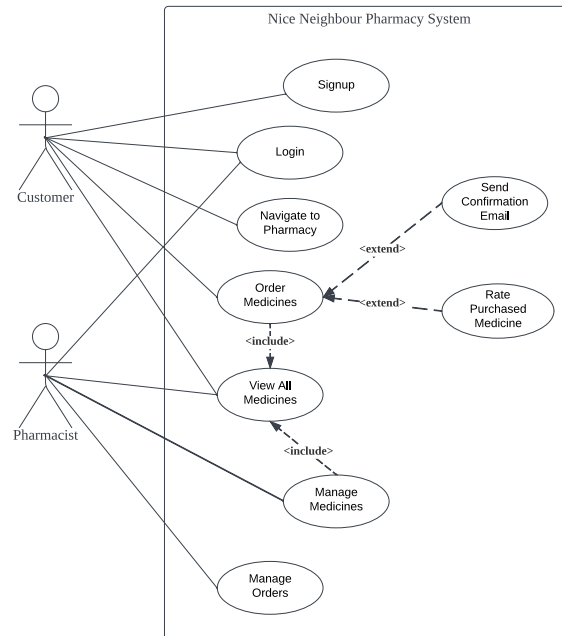 Nice Neighbour Pharmacy System
Signup
Login
Customer
Send
Confirmation
Email
Navigate to
Pharmacy
<extend>
Order
Medicines
<extend>
Rate
Purchased
Medicine
<include>
View All
Medicines
Pharmacist
<include>
Manage
Medicines
Manage
Orders